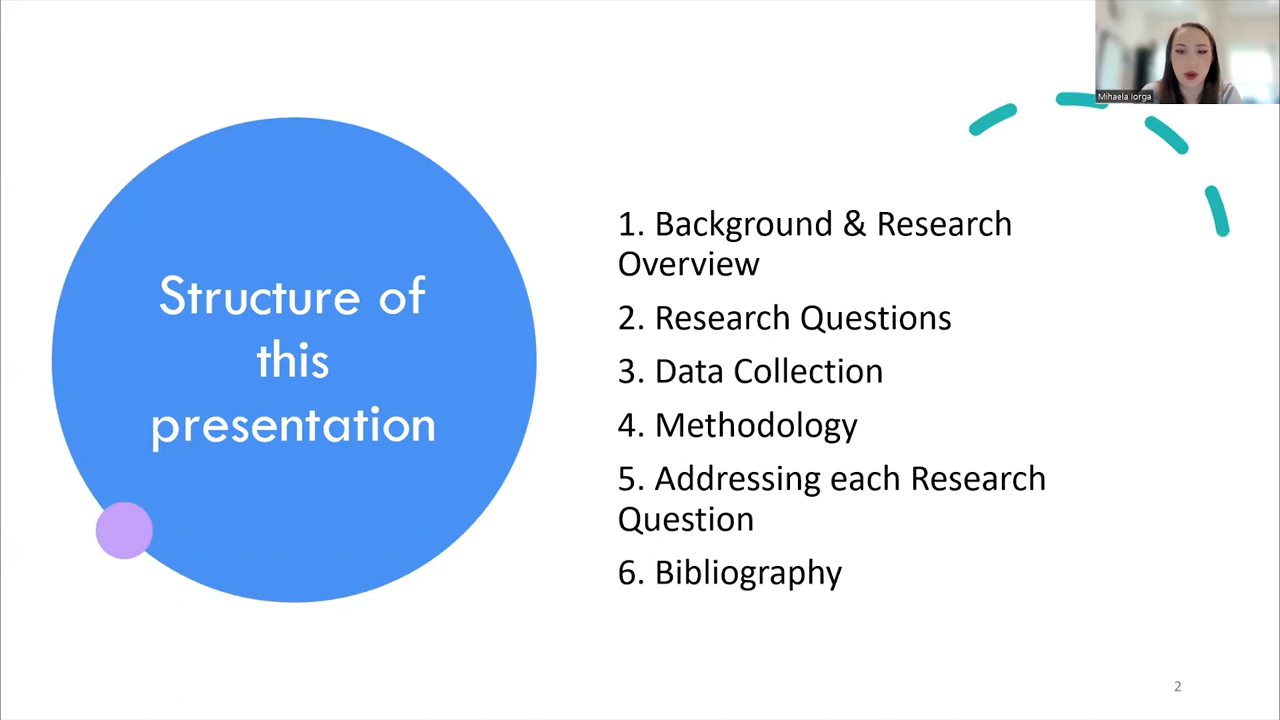 Mihaela Iorga
Structure of
this
presentation
1. Background & Research
Overview
2. Research Questions
3. Data Collection
4. Methodology
5. Addressing each Research
Question
6. Bibliography
2